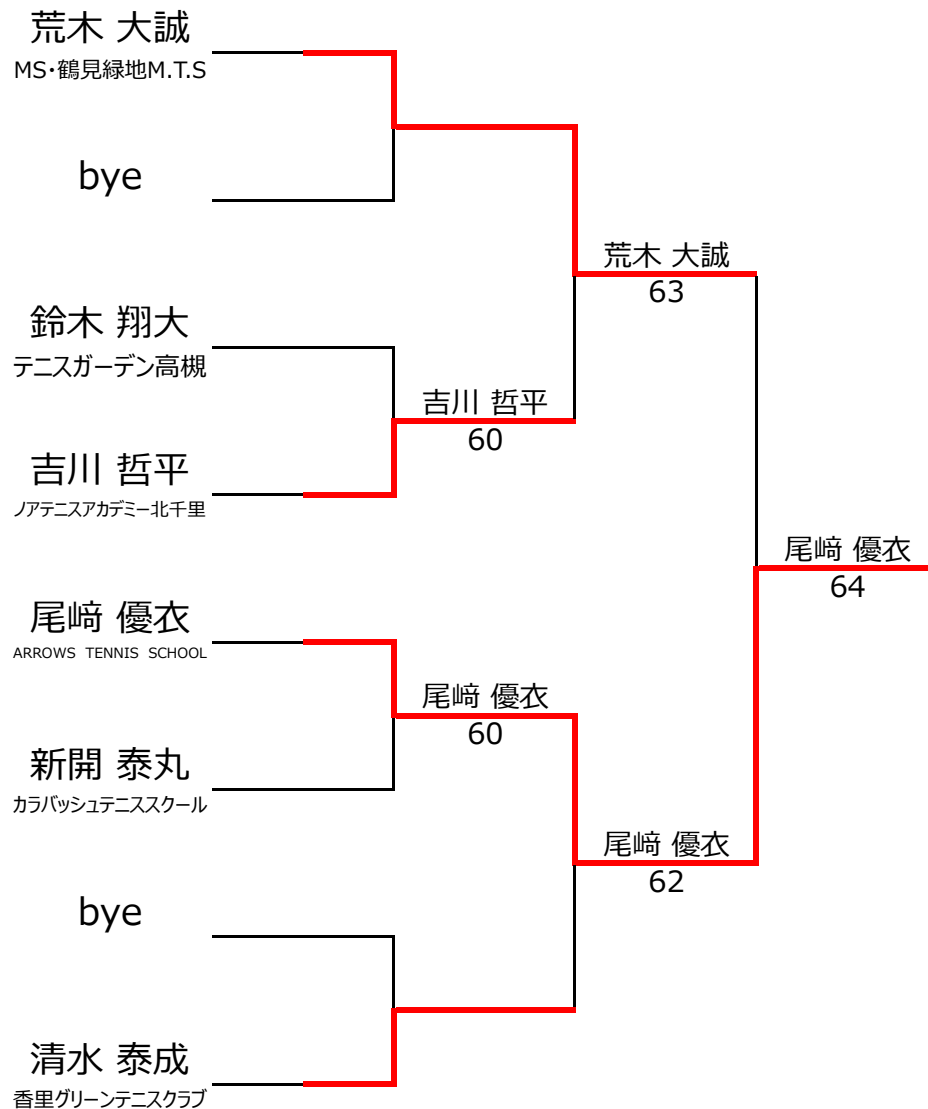 荒木 大誠
MS・鶴見緑地M.T.S
bye
荒木 大誠
63
鈴木 翔大
テニスガーデン高槻
吉川 哲平
60
吉川 哲平
ノアテニスアカデミー北千里
尾﨑 優衣
64
尾﨑 優衣
ARROWS TENNIS SCHOOL
尾﨑 優衣
60
新開 泰丸
カラバッシュテニススクール
尾﨑 優衣
62
bye
清水 泰成
香里グリーンテニスクラブ